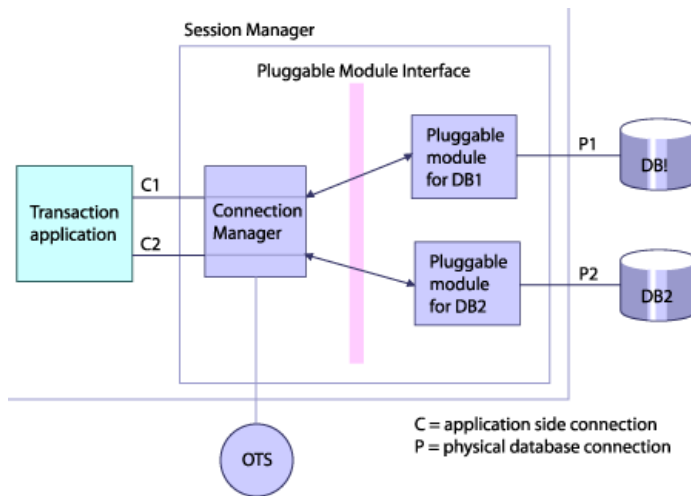 Session Manager
Pluggable Module Interface
Pluggable
module
for DB1
P1
DB!
C1
Transaction
application
Connection
Manager
C2
Pluggable
module
for DB2
P2
DB2
C = application side connection
P = physical database connection
OTS